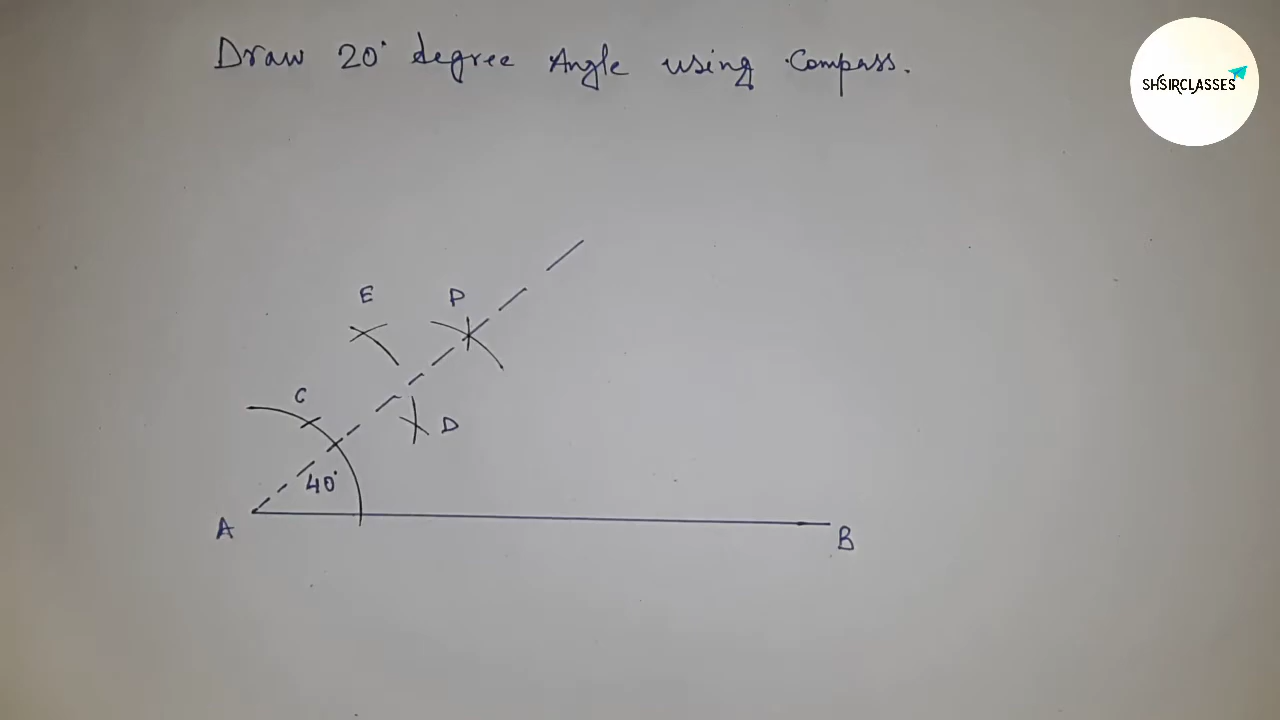 Draw 20° degree Angle using Compass.
SHSIRCLASSES
E P
C
D
40°
A
B